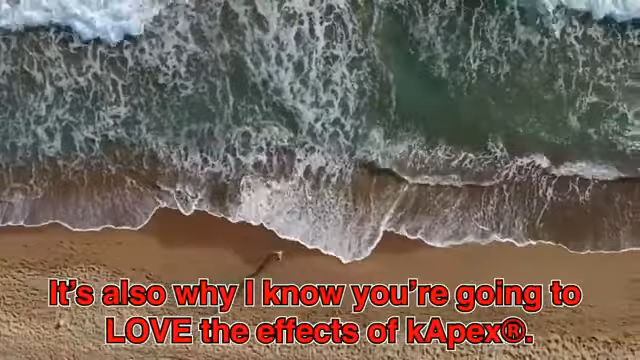 It’s also why I know you’re going to
LOVE the effects of kApex®.